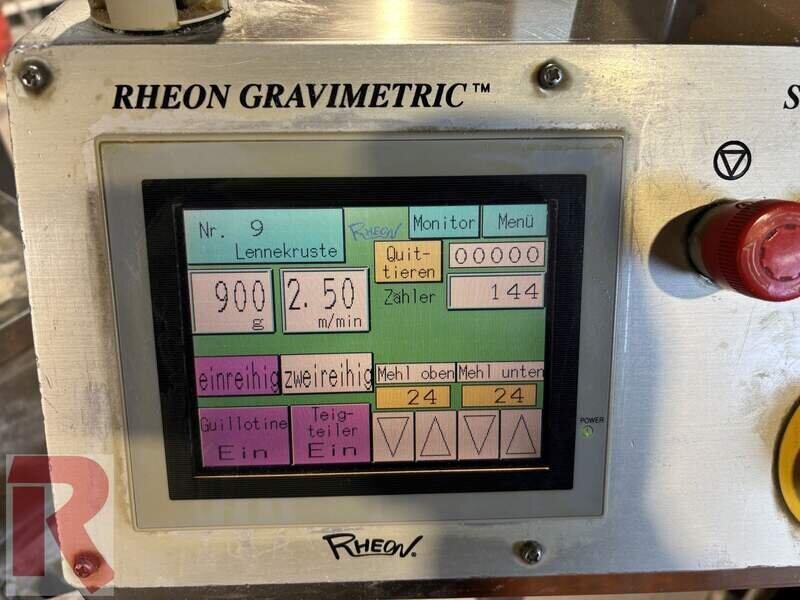 RHEON GRAVIMETRIC™
S
Nr. 9
Lennekruste
RHEON
Monitor
Menü
Quit-
tieren
00000
900
g
2.50
m/min
Zähler
144
einreihig
zweireihig
Mehl oben
Mehl unten
24
24
Guillotine
Ein
Teig-
teiler
Ein
POWER
RHEON®
R